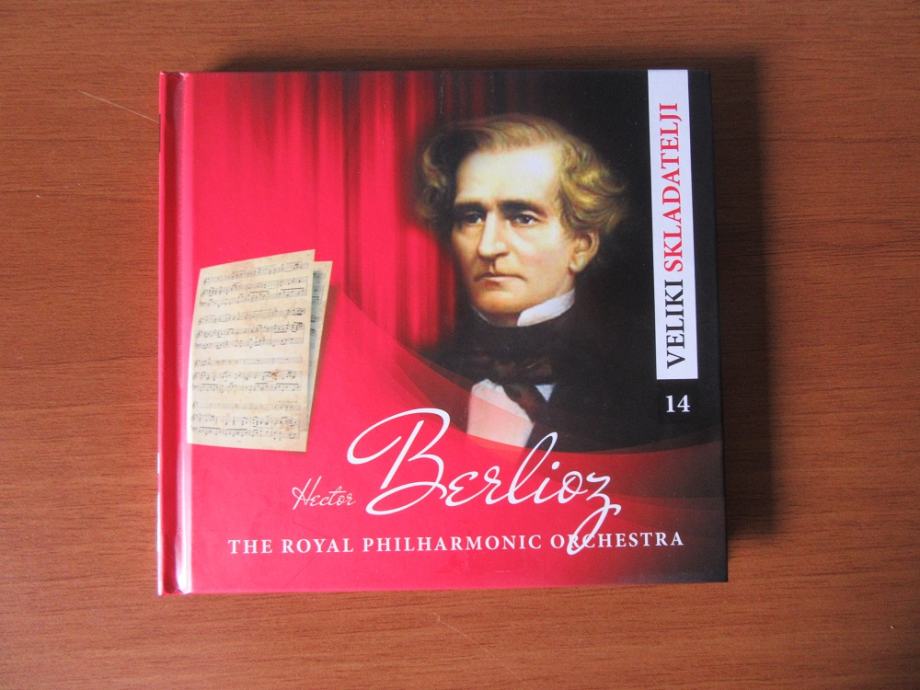 VELIKI SKLADATELJI
14
Hector Berlioz
THE ROYAL PHILHARMONIC ORCHESTRA